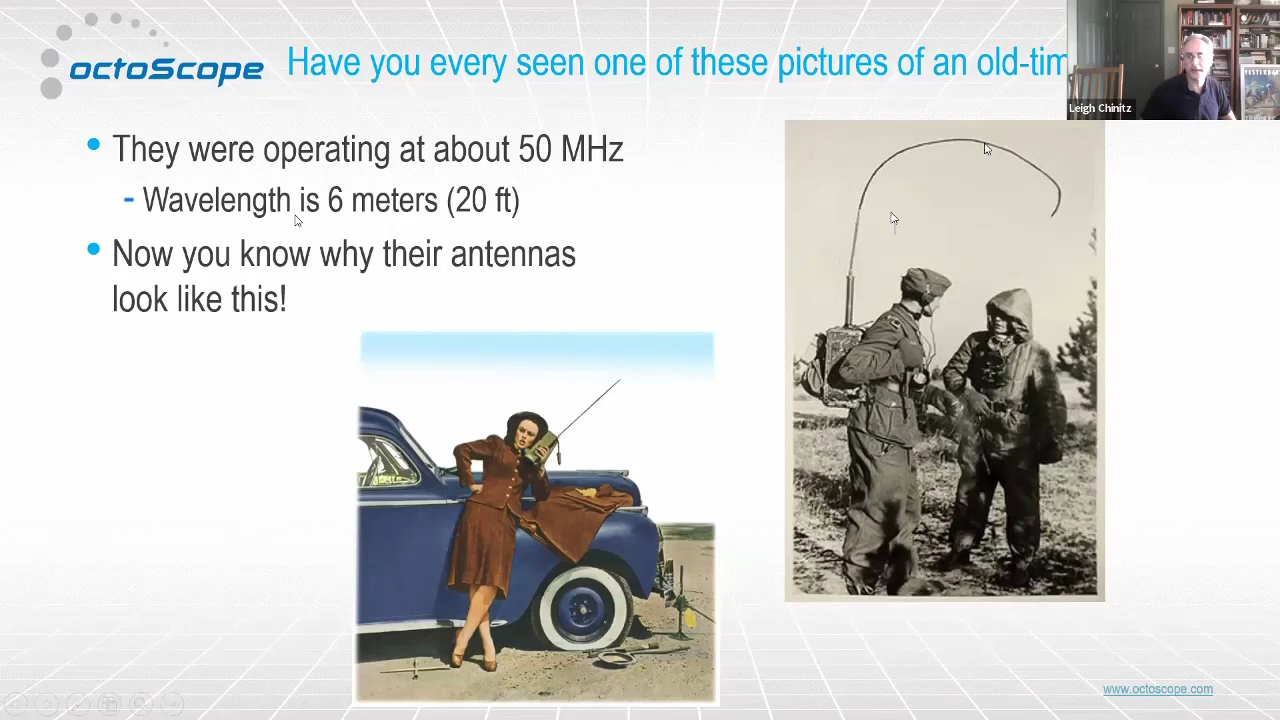 octoScope
Have you every seen one of these pictures of an old-tim
Leigh Chinitz
YESTERDAY
• They were operating at about 50 MHz
- Wavelength is 6 meters (20 ft)
• Now you know why their antennas
look like this!
www.octoscope.com